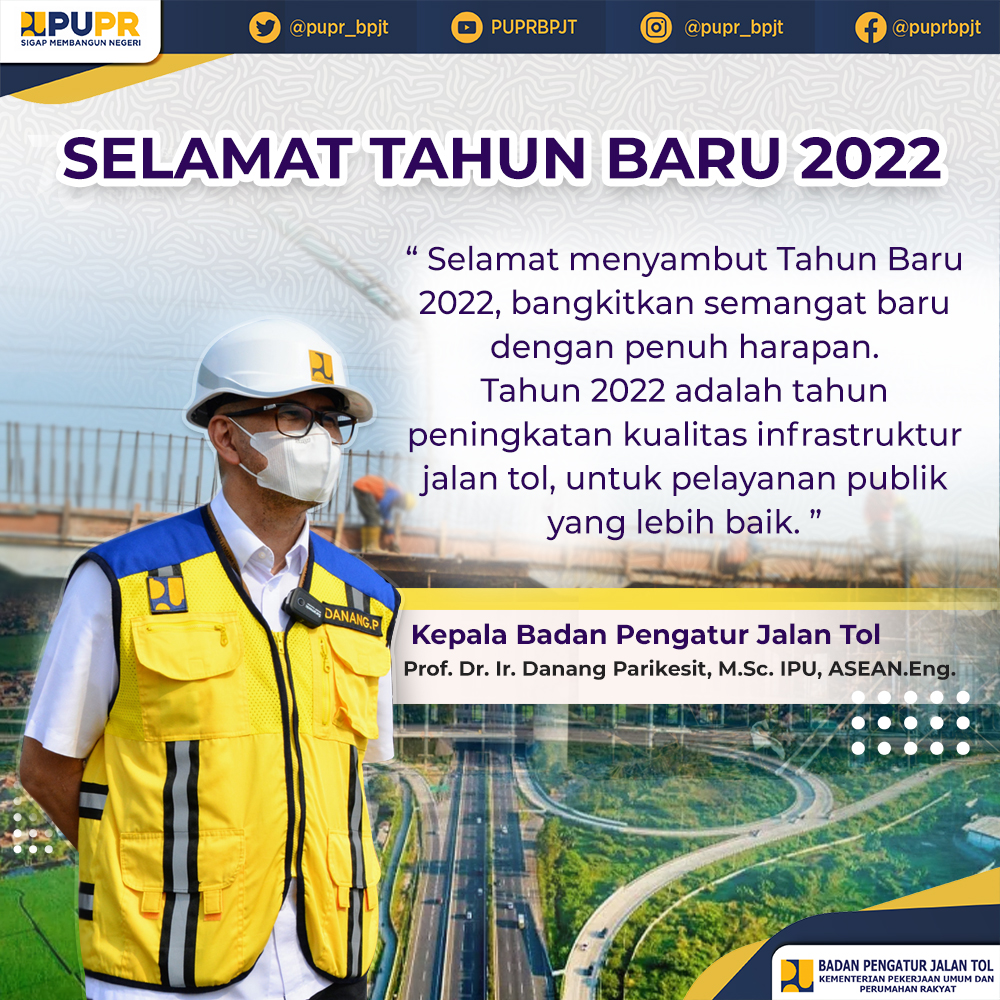 PUPR
SIGAP MEMBANGUN NEGERI
@pupr_bpjt
PUPRBPJT
@pupr_bpjt
@puprbpjt
SELAMAT TAHUN BARU 2022
“ Selamat menyambut Tahun Baru
2022, bangkitkan semangat baru
dengan penuh harapan.
Tahun 2022 adalah tahun
peningkatan kualitas infrastruktur
jalan tol, untuk pelayanan publik
yang lebih baik. ”
DANANG.P
Kepala Badan Pengatur Jalan Tol
Prof. Dr. Ir. Danang Parikesit, M.Sc. IPU, ASEAN.Eng.
BADAN PENGATUR JALAN TOL
KEMENTERIAN PEKERJAAN UMUM DAN
PERUMAHAN RAKYAT